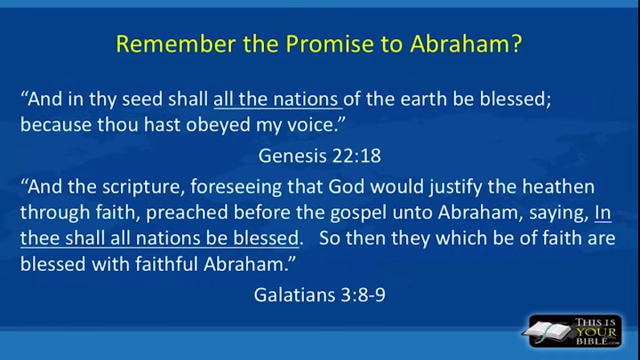 Remember the Promise to Abraham?
“And in thy seed shall all the nations of the earth be blessed;
because thou hast obeyed my voice.”
Genesis 22:18
“And the scripture, foreseeing that God would justify the heathen
through faith, preached before the gospel unto Abraham, saying, In
thee shall all nations be blessed.   So then they which be of faith are
blessed with faithful Abraham.”
Galatians 3:8-9
THIS IS
YOUR
BIBLE.com